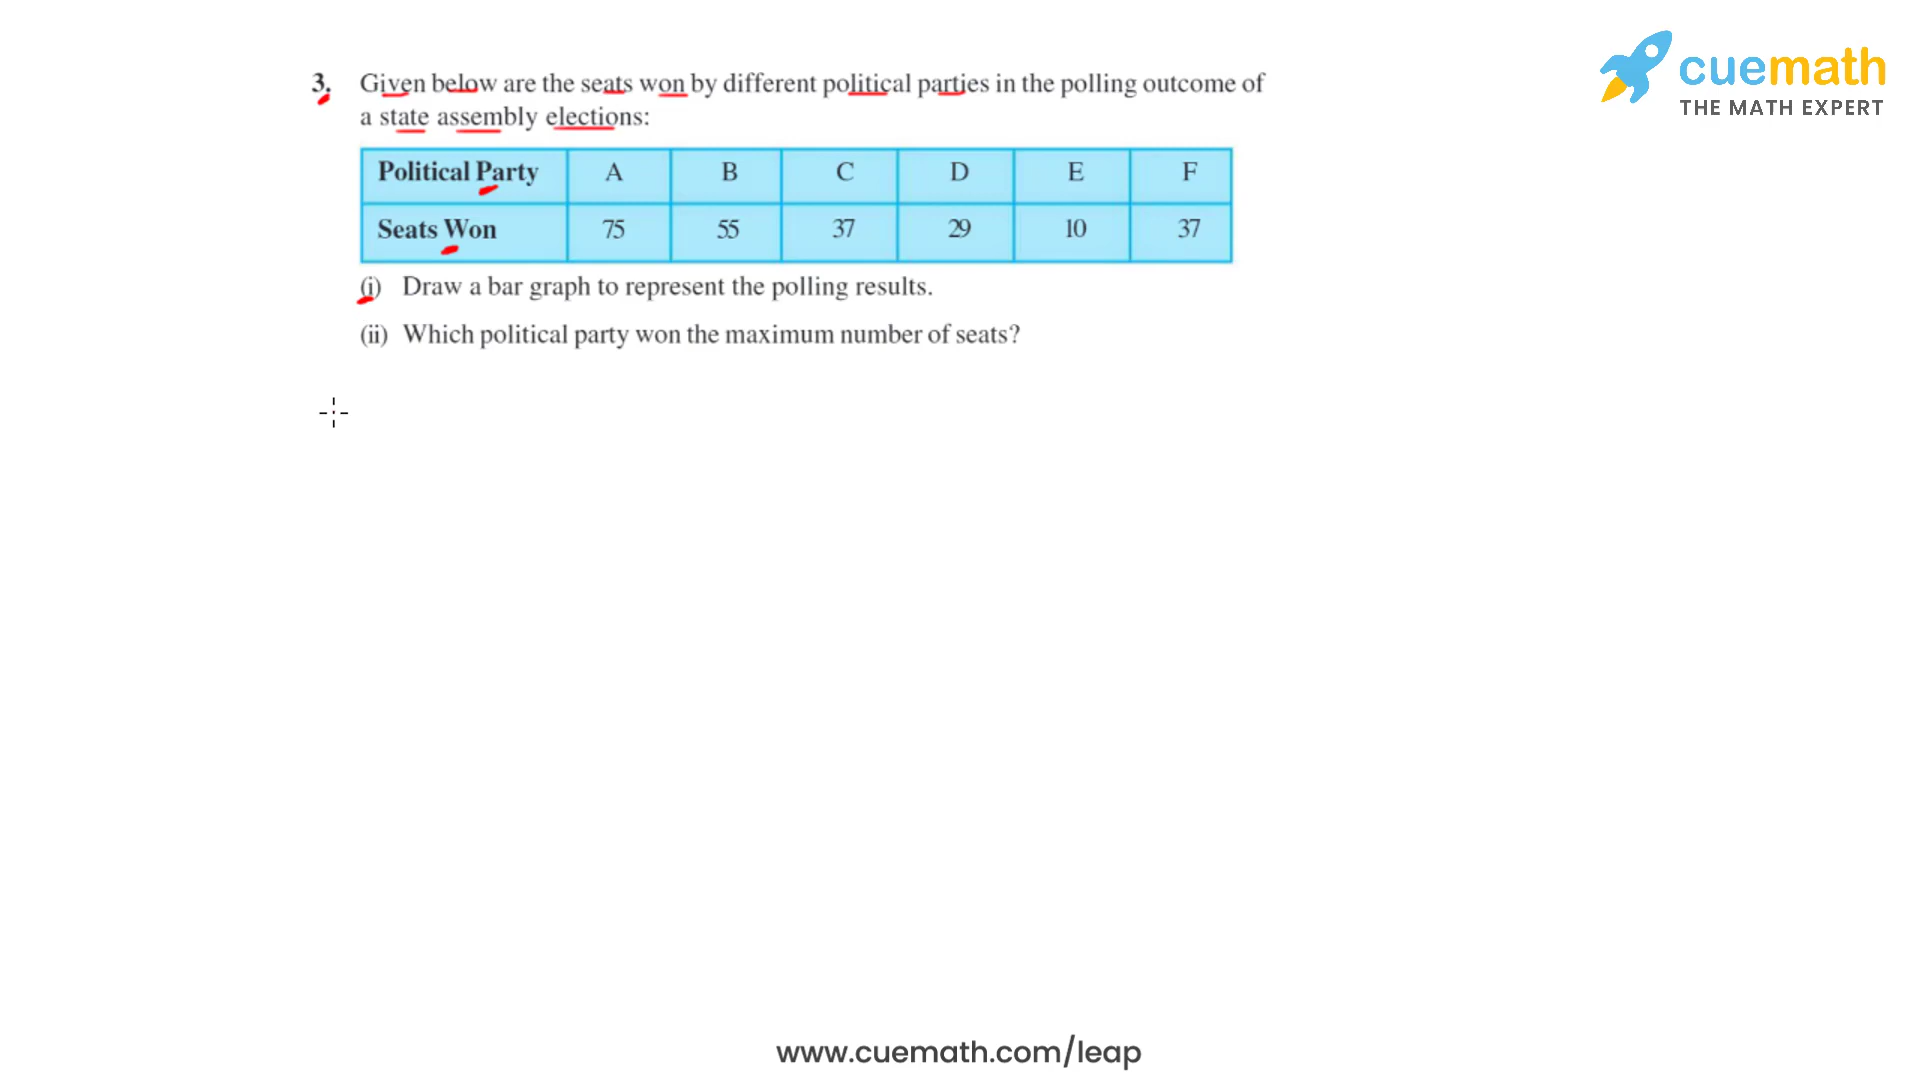 cuemath
THE MATH EXPERT
3. Given below are the seats won by different political parties in the polling outcome of
a state assembly elections:
Political Party A B C D E F
Seats Won 75 55 37 29 10 37
(i) Draw a bar graph to represent the polling results.
(ii) Which political party won the maximum number of seats?
www.cuemath.com/leap